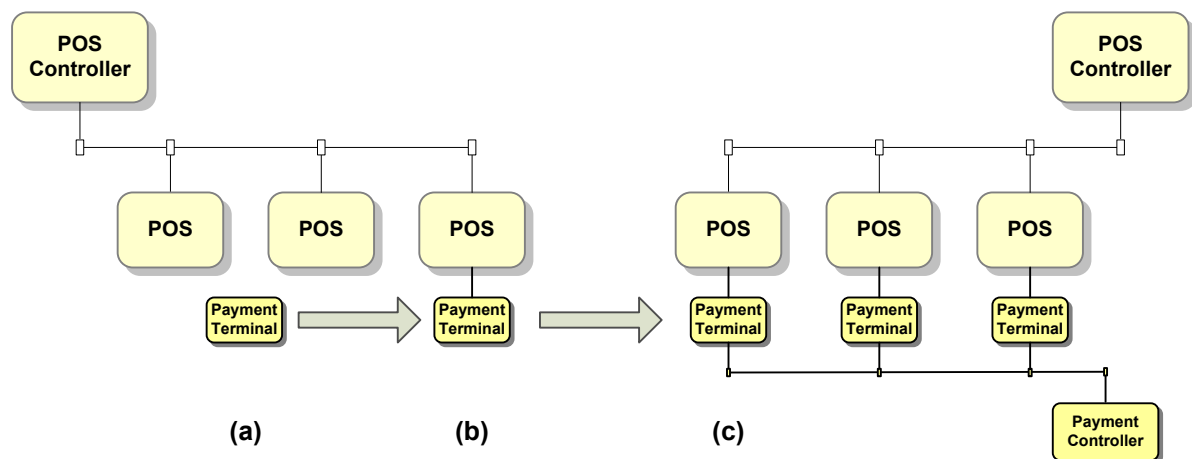 POS
Controller
POS
Controller
POS
POS
POS
POS
POS
POS
Payment
Terminal
Payment
Terminal
Payment
Terminal
Payment
Terminal
Payment
Terminal
(a)
(b)
(c)
Payment
Controller